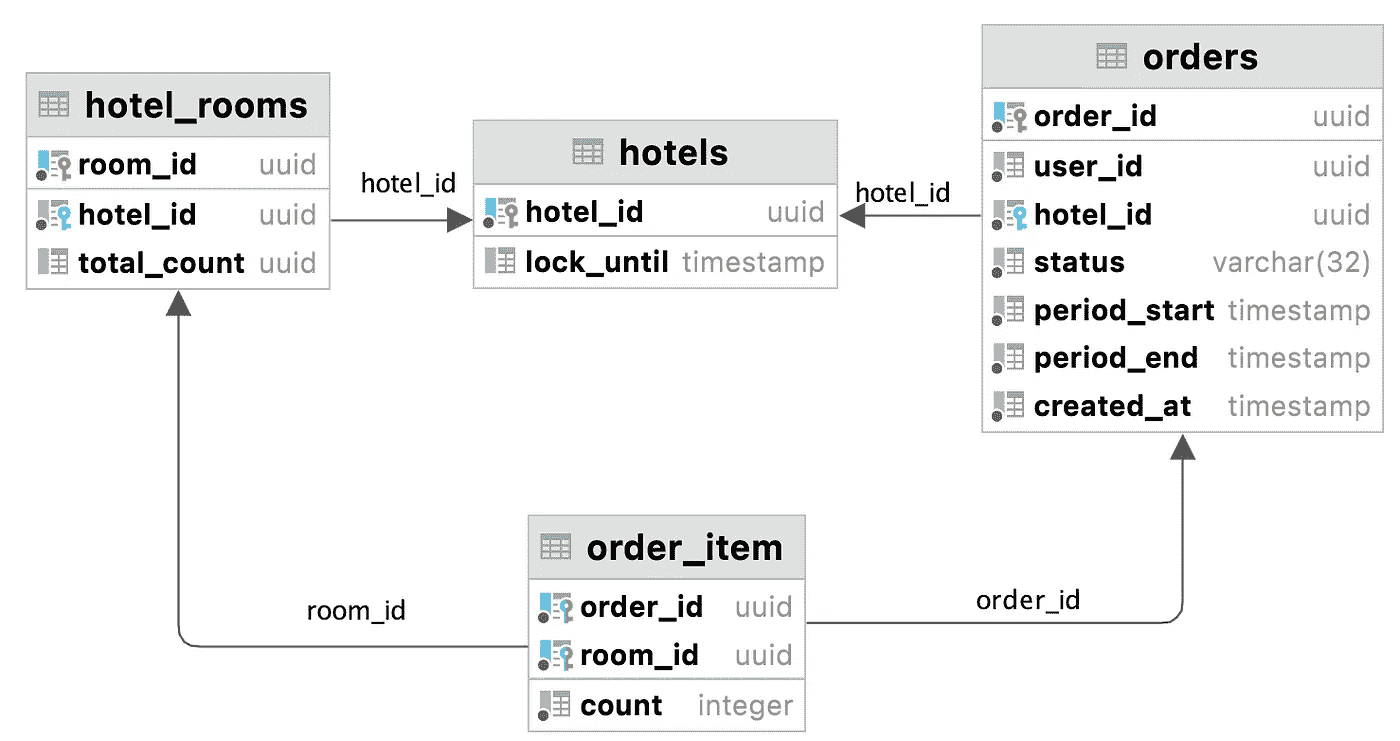 hotel_rooms
room_id uuid
hotel_id uuid
total_count uuid
hotel_id
hotels
hotel_id uuid
lock_until timestamp
hotel_id
orders
order_id uuid
user_id uuid
hotel_id uuid
status varchar(32)
period_start timestamp
period_end timestamp
created_at timestamp
order_item
order_id uuid
room_id uuid
count integer
room_id
order_id